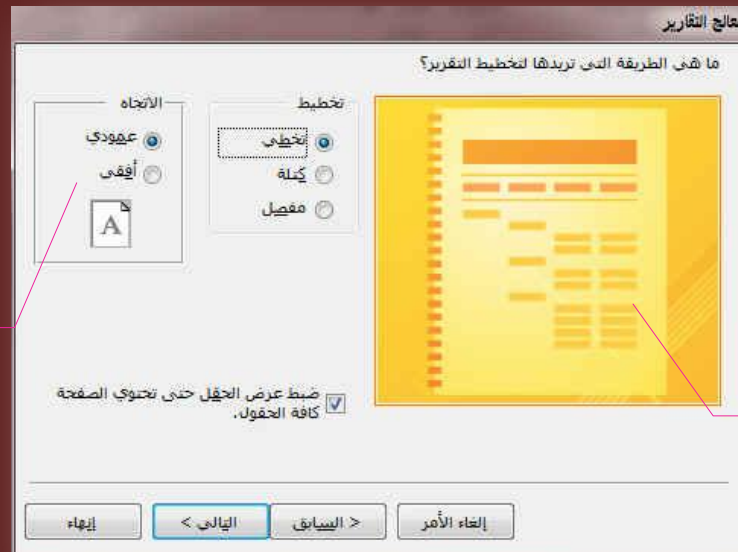 معالج التقارير
ما هي الطريقة التي تريدها لتخطيط التقرير؟
تخطيط
تخطي
كتلة
مفصل
الاتجاه
عمودي
أفقي
A
ضبط عرض الحقل حتى تحتوي الصفحة
كافة الحقول.
إلغاء الأمر
< السابق
التالي >
إنهاء